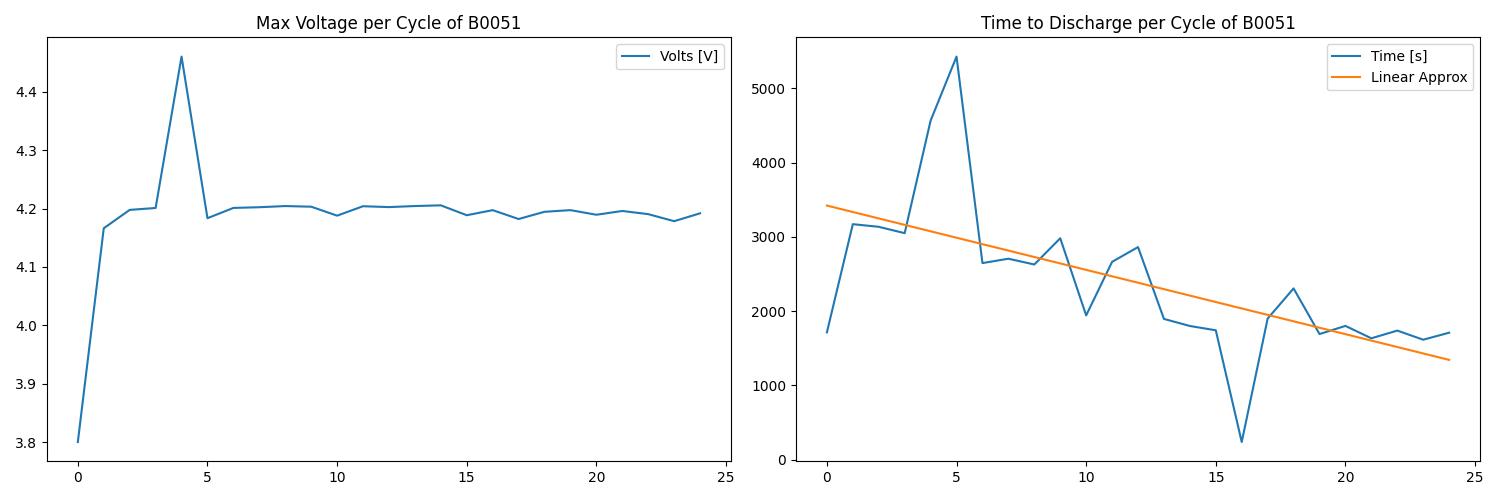 Max Voltage per Cycle of B0051
Volts [V]
4.4
4.3
4.2
4.1
4.0
3.9
3.8
0 5 10 15 20 25
Time to Discharge per Cycle of B0051
Time [s]
Linear Approx
5000
4000
3000
2000
1000
0
0 5 10 15 20 25